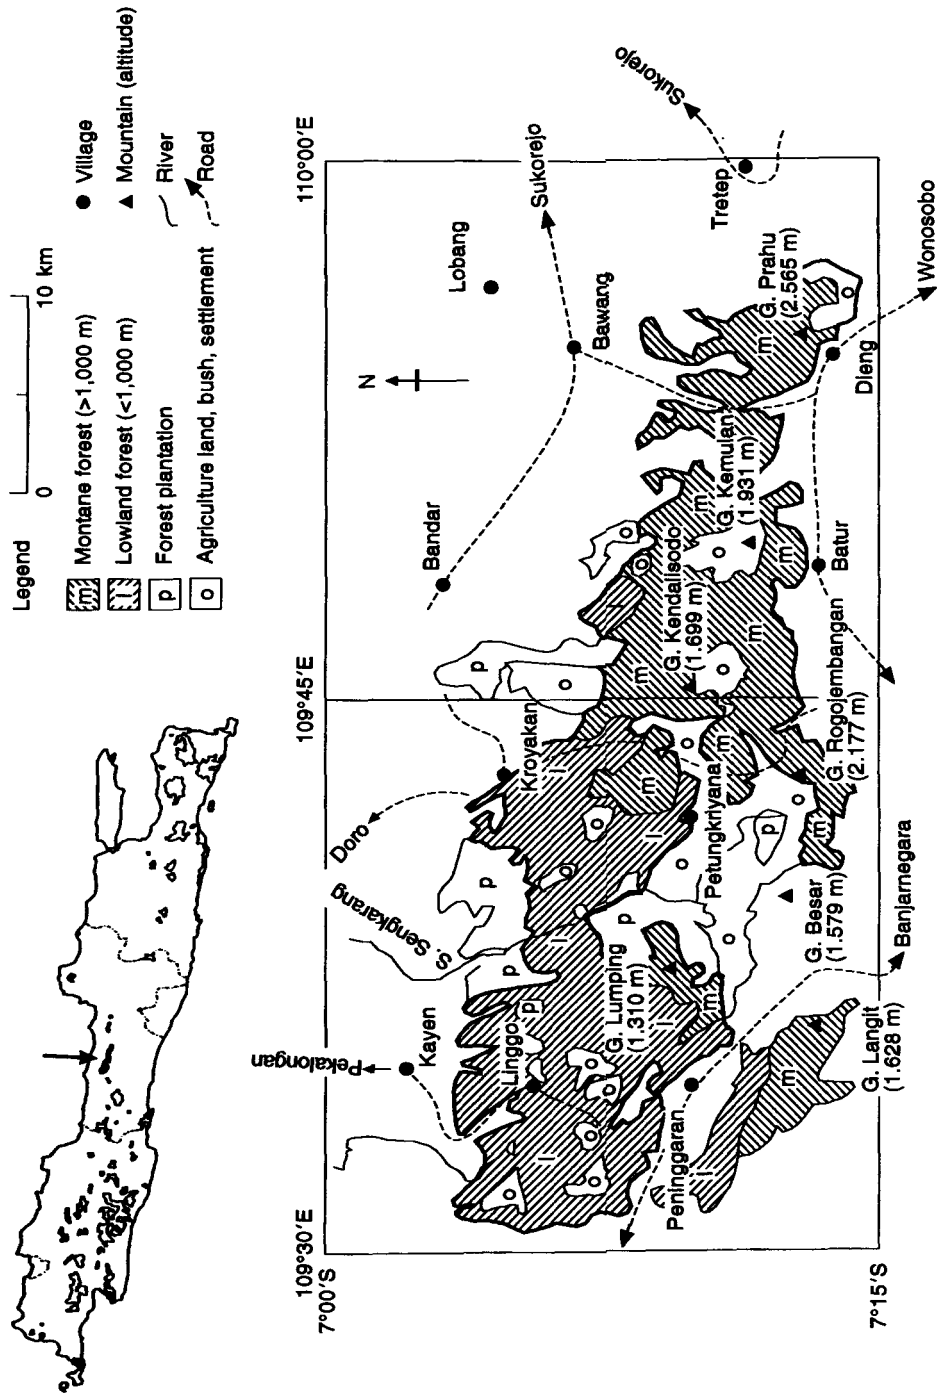 Legend
0 10 km
m Montane forest (>1,000 m)
l Lowland forest (<1,000 m)
p Forest plantation
o Agriculture land, bush, settlement
Village
Mountain (altitude)
River
Road
109°30'E
109°45'E
110°00'E
7°00'S
7°15'S
N
Pekalongan
Kayen
S. Sengkarang
Doro
Kroyakan
Bandar
Lobang
Sukorejo
Bawang
Sukorejo
Tretep
Linggo
G. Lumping
(1.310 m)
Petungkriyana
G. Kendalisodo
(1.699 m)
G. Kemulan
(1.931 m)
G. Prahu
(2.565 m)
Peninggaran
G. Langit
(1.628 m)
G. Besar
(1.579 m)
G. Rogojembangan
(2.177 m)
Batur
Dieng
Banjarnegara
Wonosobo
o
l
o
o
l
p
p
o
o
p
l
o
l
o
l
m
p
o
m
p
o
m
p
o
m
o
m
o
l
o
o
m
m
o
m
m
m
o
l
m
l
m
o